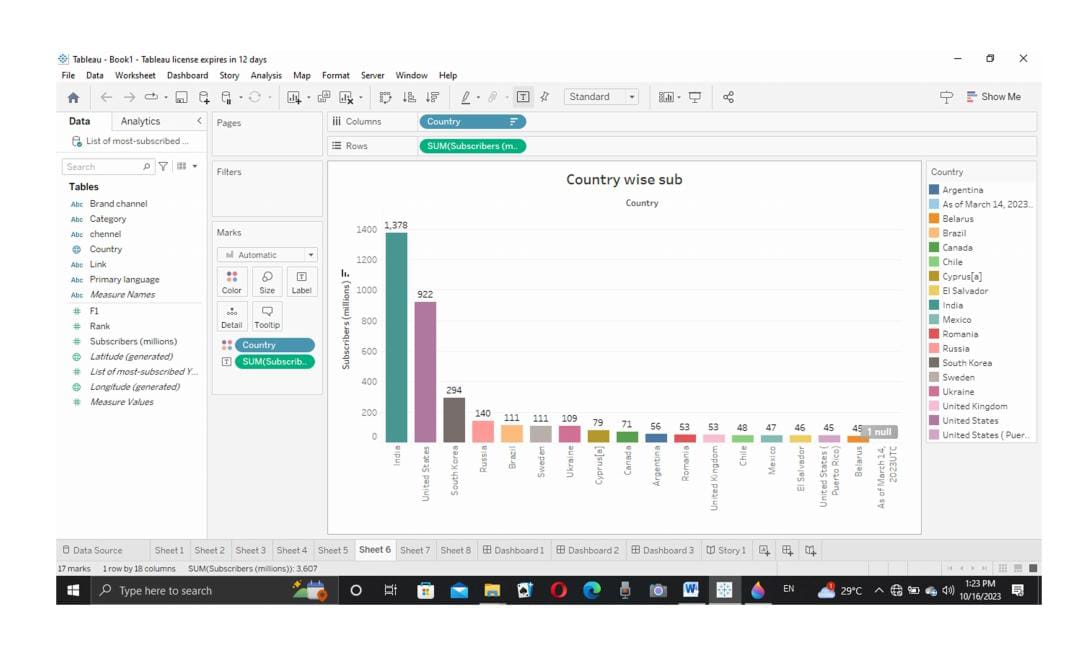 Tableau - Book1 - Tableau license expires in 12 days
File Data Worksheet Dashboard Story Analysis Map Format Server Window Help
Standard
Show Me
Data Analytics
Pages
Columns Country
List of most-subscribed ...
Rows SUM(Subscribers (m..
Search
Filters
Tables
Abc Brand channel
Abc Category
Abc chennel
Country
Abc Link
Abc Primary language
Abc Measure Names
F1
Rank
Subscribers (millions)
Latitude (generated)
List of most-subscribed Y...
Longitude (generated)
Measure Values
Marks
Automatic
Color Size Label
Detail Tooltip
Country
SUM(Subscrib..
Country wise sub
Country
Subscribers (millions)
1400
1200
1000
800
600
400
200
0
1,378
922
294
140
111
111
109
79
71
56
53
53
48
47
46
45
45
1 null
India
United States
South Korea
Russia
Brazil
Sweden
Ukraine
Cyprus[a]
Canada
Argentina
Romania
United Kingdom
Chile
Mexico
El Salvador
United States (
Puerto Rico)
Belarus
As of March 14,
2023UTC
Country
Argentina
As of March 14, 2023..
Belarus
Brazil
Canada
Chile
Cyprus[a]
El Salvador
India
Mexico
Romania
Russia
South Korea
Sweden
Ukraine
United Kingdom
United States
United States ( Puer..
Data Source Sheet 1 Sheet 2 Sheet 3 Sheet 4 Sheet 5 Sheet 6 Sheet 7 Sheet 8 Dashboard 1 Dashboard 2 Dashboard 3 Story 1
17 marks 1 row by 18 columns SUM(Subscribers (millions)): 3,607
Type here to search
EN
29°C
1:23 PM
10/16/2023